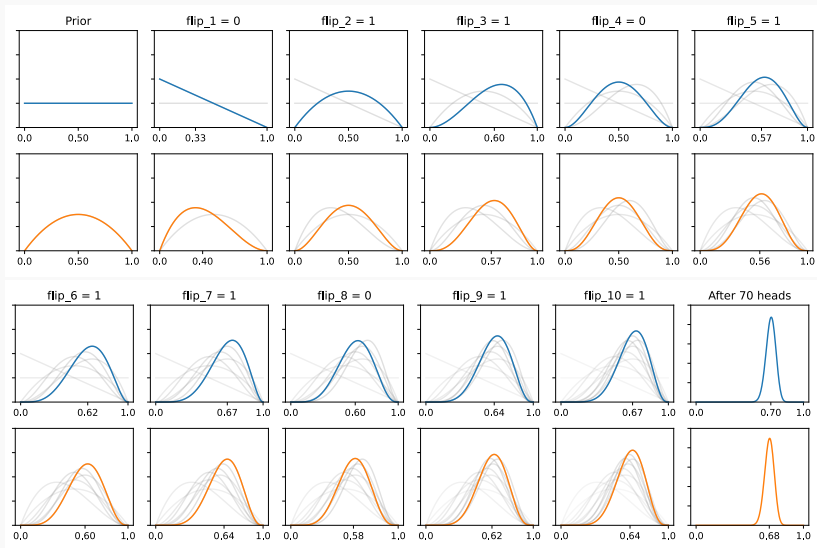 Prior flip_1 = 0 flip_2 = 1 flip_3 = 1 flip_4 = 0 flip_5 = 1
0.0 0.50 1.0 0.0 0.33 1.0 0.0 0.50 1.0 0.0 0.60 1.0 0.0 0.50 1.0 0.0 0.57 1.0
0.0 0.50 1.0 0.0 0.40 1.0 0.0 0.50 1.0 0.0 0.57 1.0 0.0 0.50 1.0 0.0 0.56 1.0
flip_6 = 1 flip_7 = 1 flip_8 = 0 flip_9 = 1 flip_10 = 1 After 70 heads
0.0 0.62 1.0 0.0 0.67 1.0 0.0 0.60 1.0 0.0 0.64 1.0 0.0 0.67 1.0 0.0 0.70 1.0
0.0 0.60 1.0 0.0 0.64 1.0 0.0 0.58 1.0 0.0 0.62 1.0 0.0 0.64 1.0 0.0 0.68 1.0